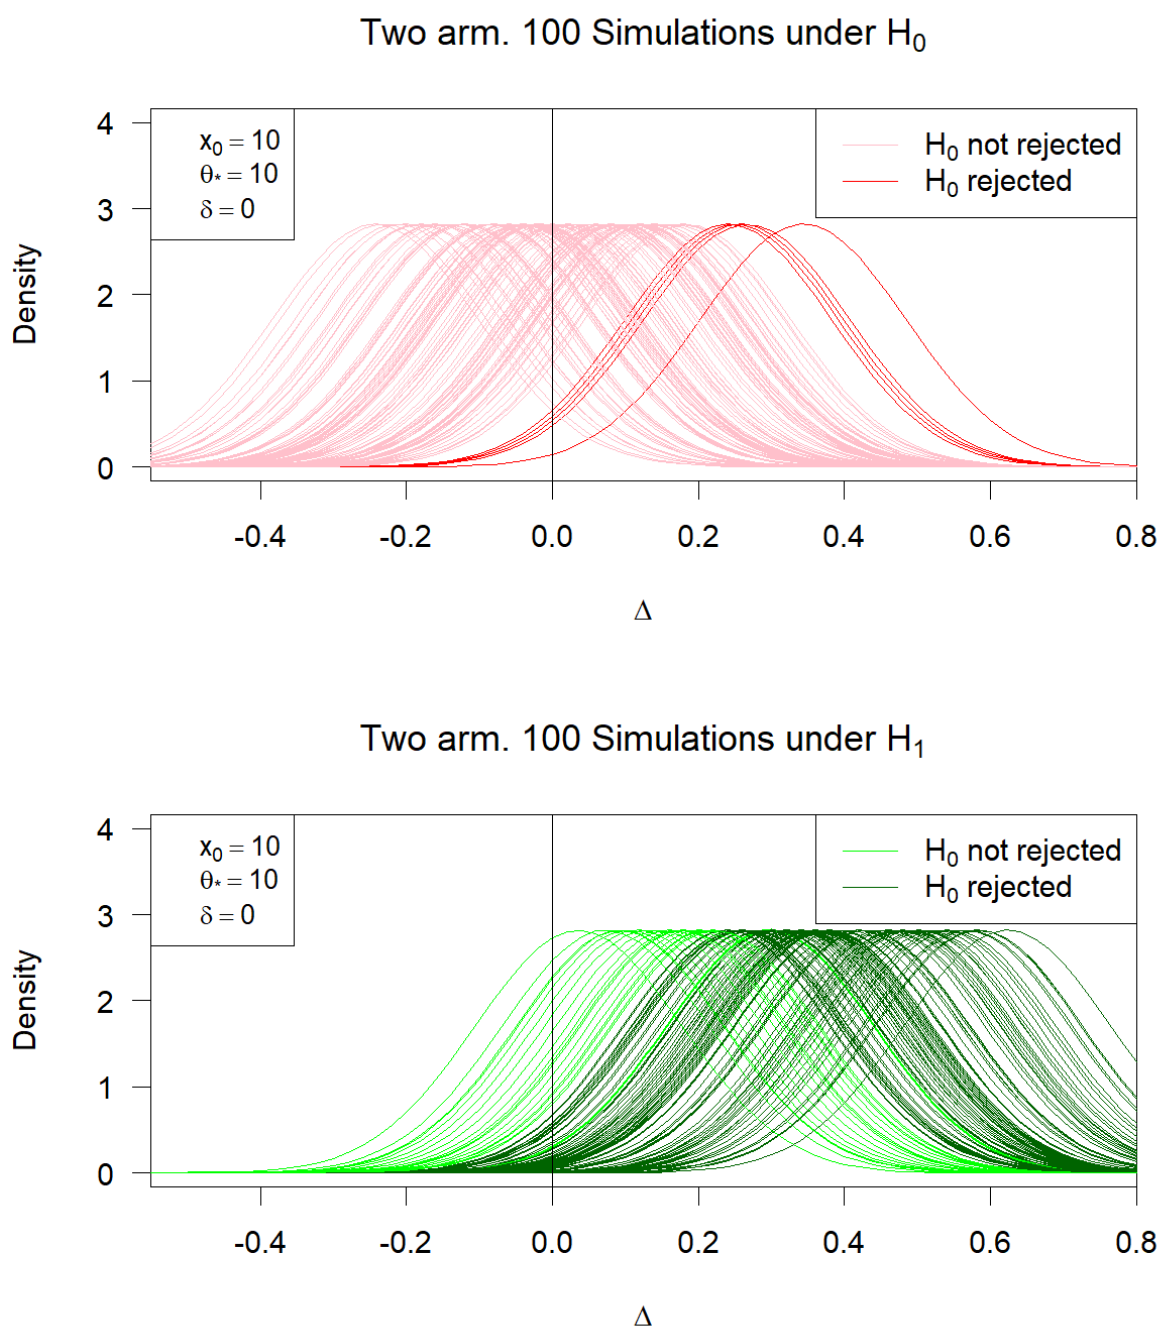 Two arm. 100 Simulations under H₀
x₀ = 10
θ* = 10
δ = 0
H₀ not rejected
H₀ rejected
Density
4
3
2
1
0
-0.4 -0.2 0.0 0.2 0.4 0.6 0.8
Δ
Two arm. 100 Simulations under H₁
x₀ = 10
θ* = 10
δ = 0
H₀ not rejected
H₀ rejected
Density
4
3
2
1
0
-0.4 -0.2 0.0 0.2 0.4 0.6 0.8
Δ